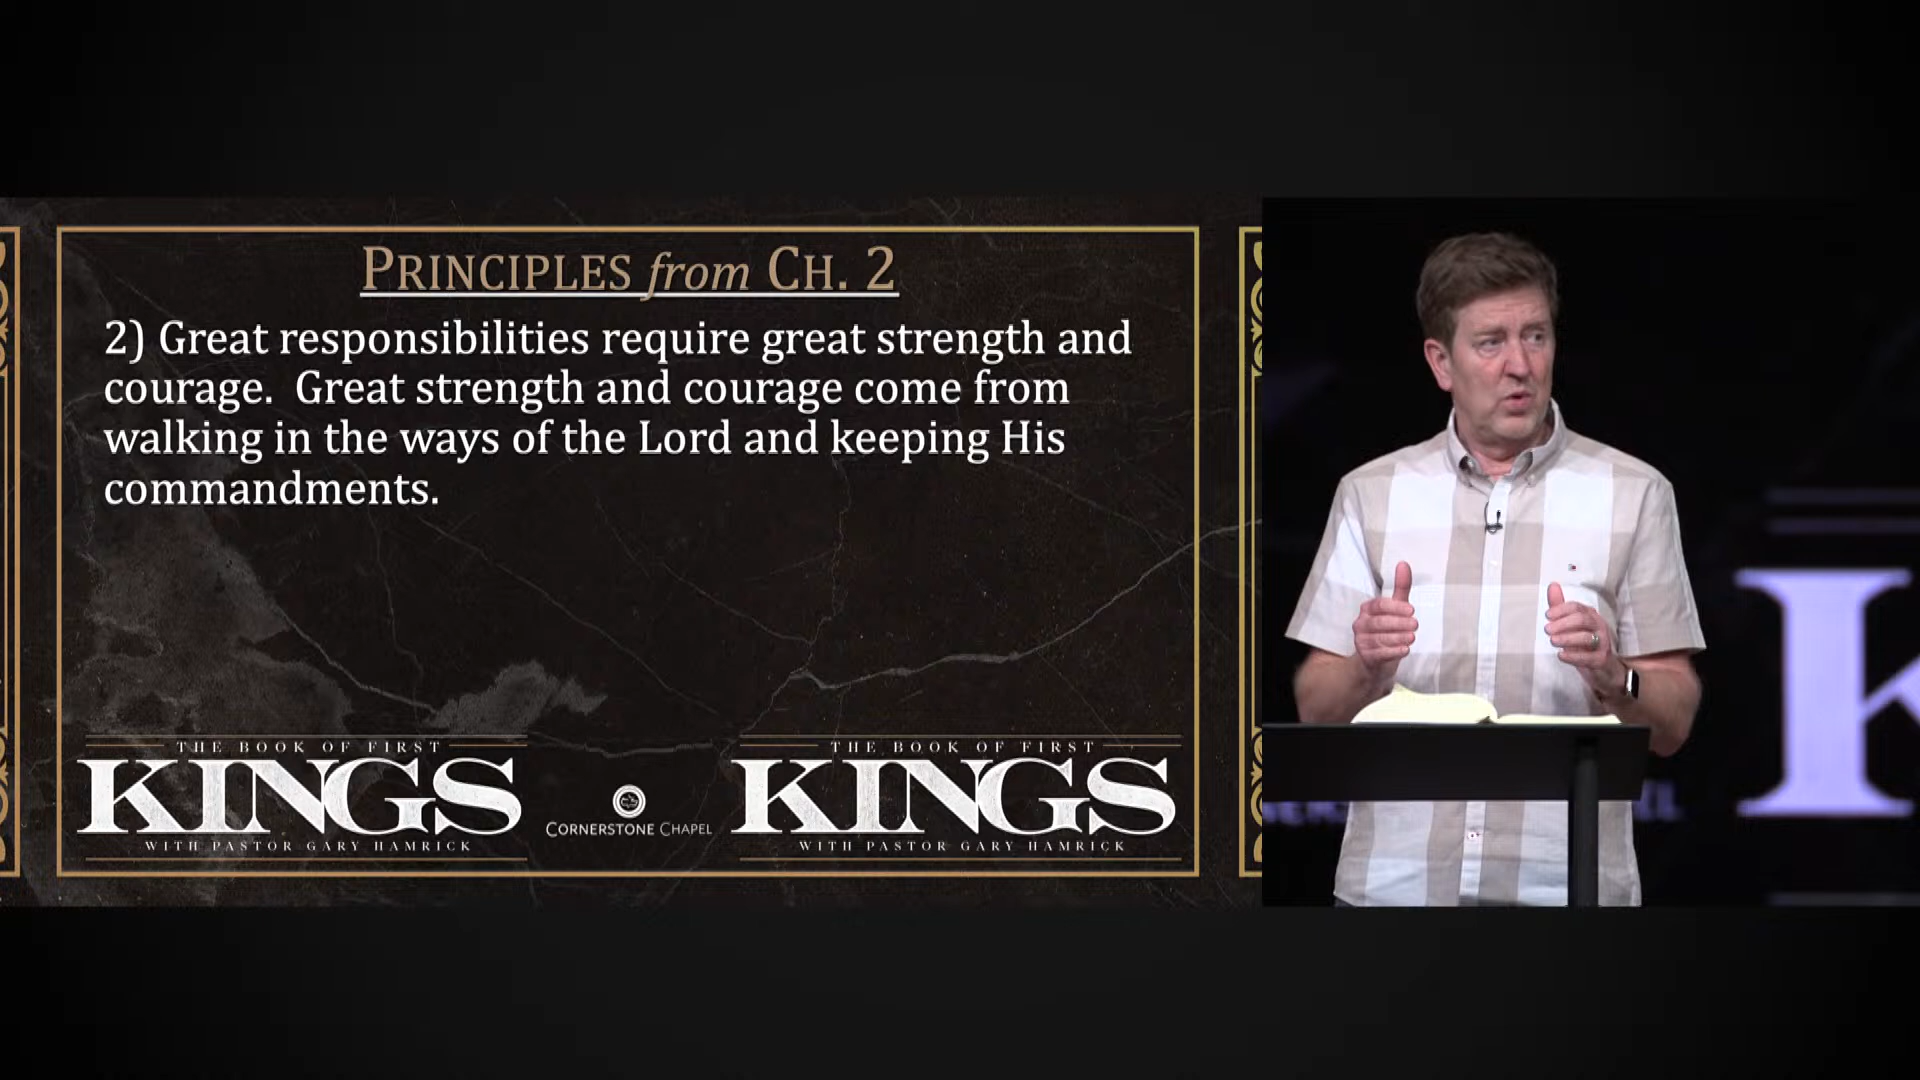 PRINCIPLES from CH. 2
2) Great responsibilities require great strength and
courage. Great strength and courage come from
walking in the ways of the Lord and keeping His
commandments.
THE BOOK OF FIRST
KINGS
WITH PASTOR GARY HAMRICK
CORNERSTONE CHAPEL
THE BOOK OF FIRST
KINGS
WITH PASTOR GARY HAMRICK
K